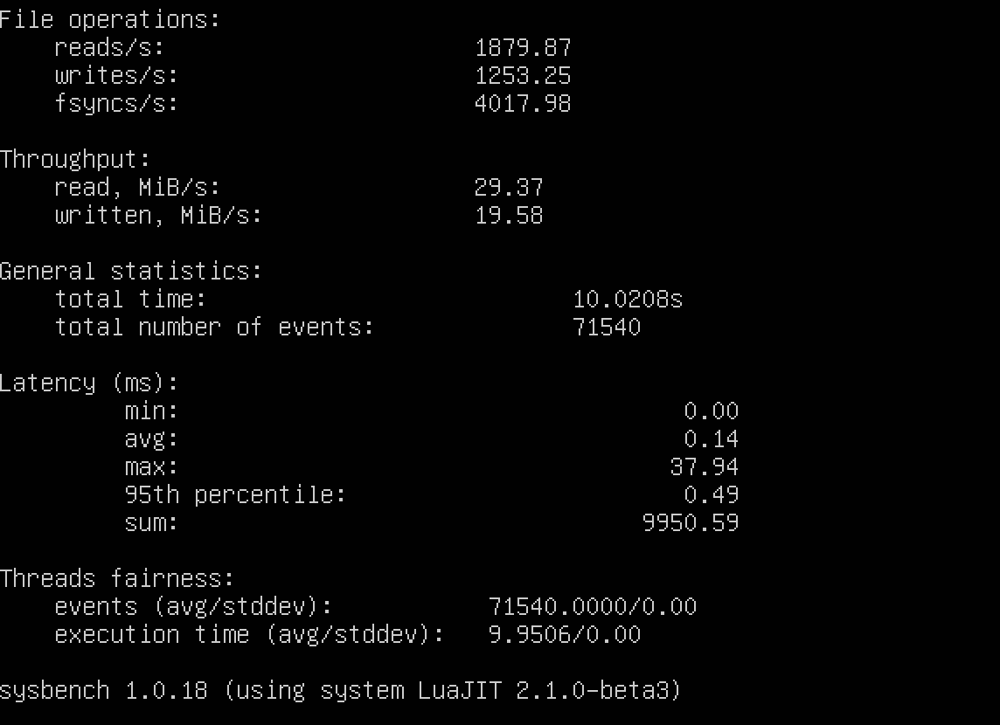 File operations:
    reads/s:                      1879.87
    writes/s:                     1253.25
    fsyncs/s:                     4017.98

Throughput:
    read, MiB/s:                  29.37
    written, MiB/s:               19.58

General statistics:
    total time:                          10.0208s
    total number of events:              71540

Latency (ms):
         min:                                    0.00
         avg:                                    0.14
         max:                                   37.94
         95th percentile:                        0.49
         sum:                                 9950.59

Threads fairness:
    events (avg/stddev):           71540.0000/0.00
    execution time (avg/stddev):   9.9506/0.00

sysbench 1.0.18 (using system LuaJIT 2.1.0-beta3)